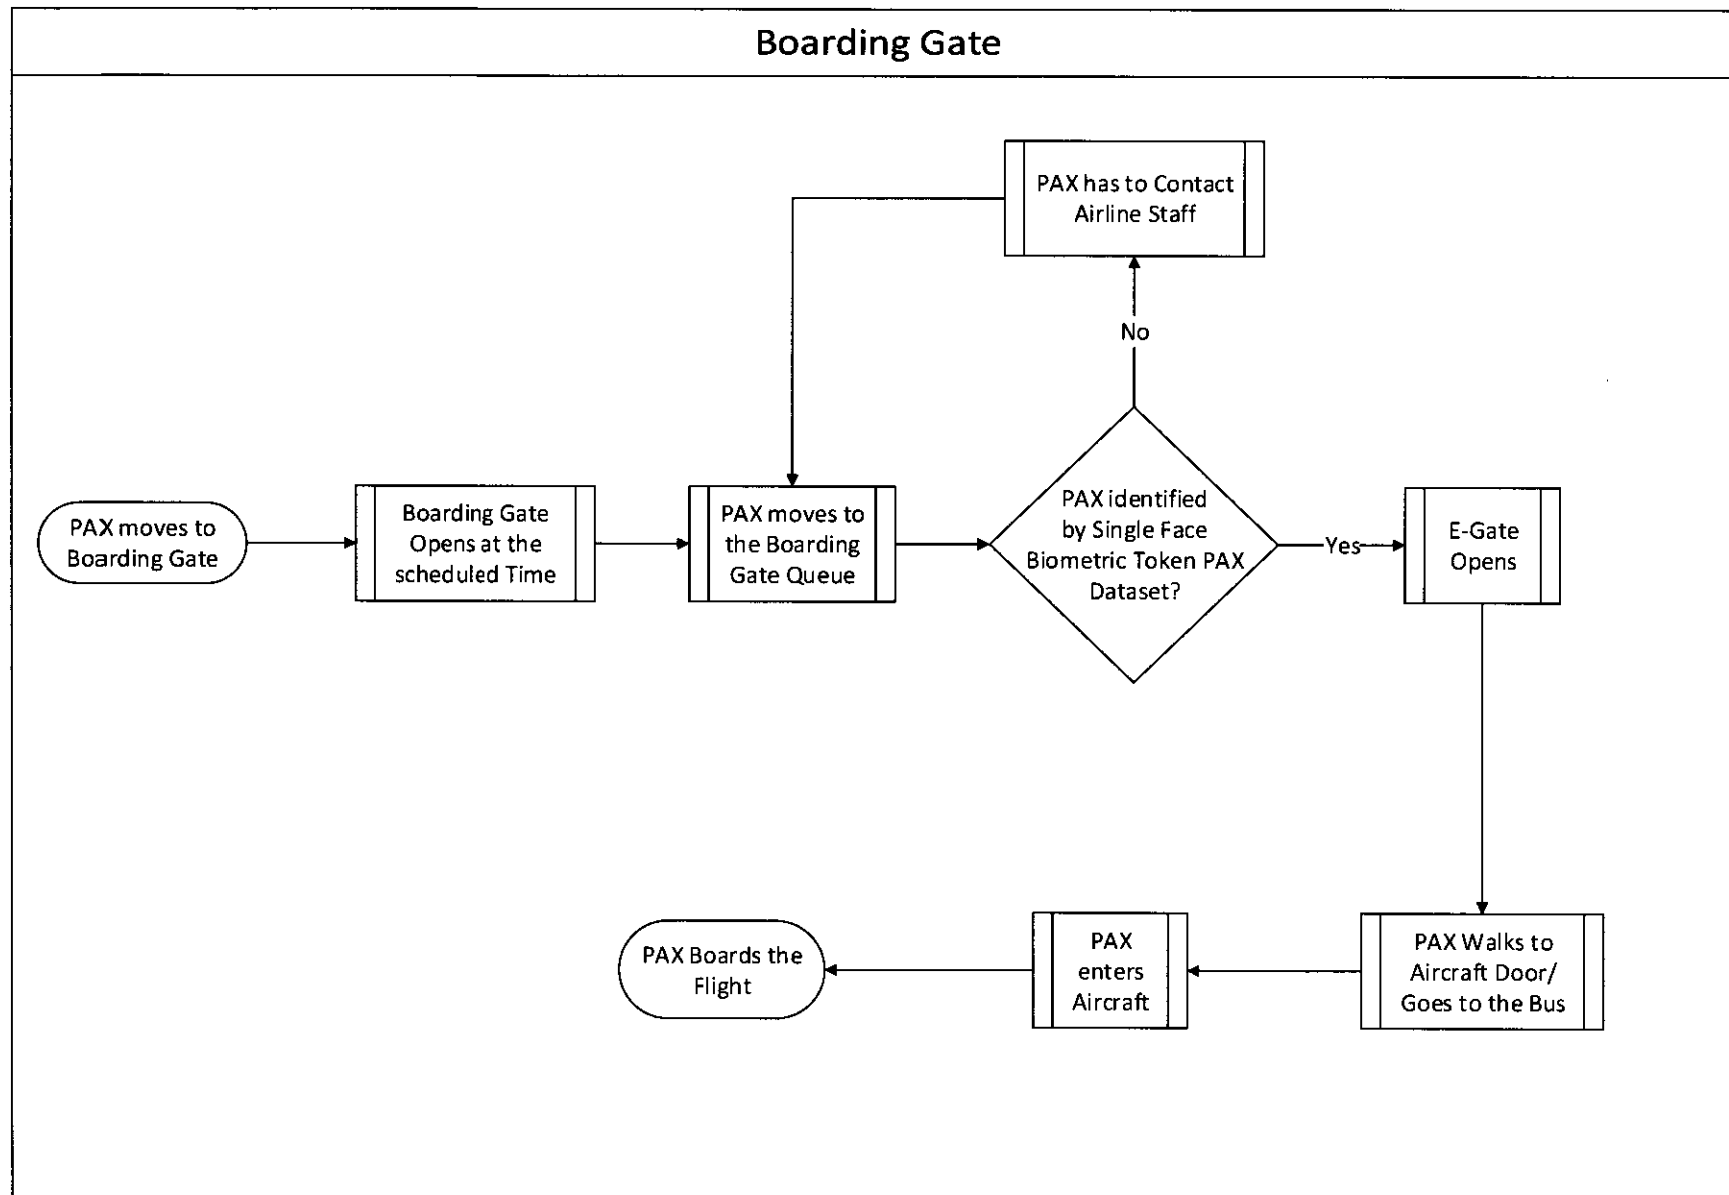 Boarding Gate
PAX has to Contact
Airline Staff
No
PAX moves to
Boarding Gate
Boarding Gate
Opens at the
scheduled Time
PAX moves to
the Boarding
Gate Queue
PAX identified
by Single Face
Biometric Token PAX
Dataset?
Yes
E-Gate
Opens
PAX Walks to
Aircraft Door/
Goes to the Bus
PAX
enters
Aircraft
PAX Boards the
Flight